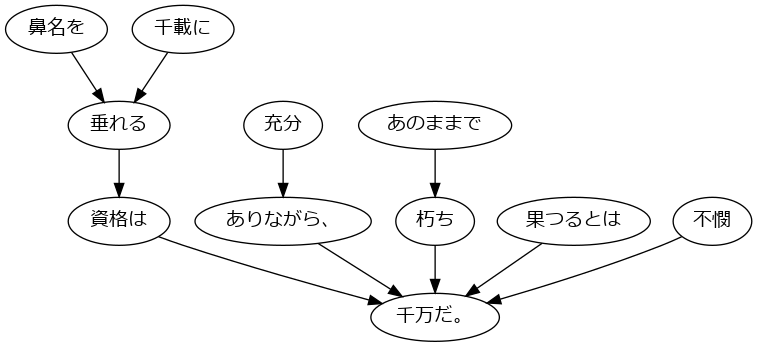 鼻名を 千載に
垂れる 充分 あのままで
資格は ありながら、 朽ち 果つるとは 不憫
千万だ。